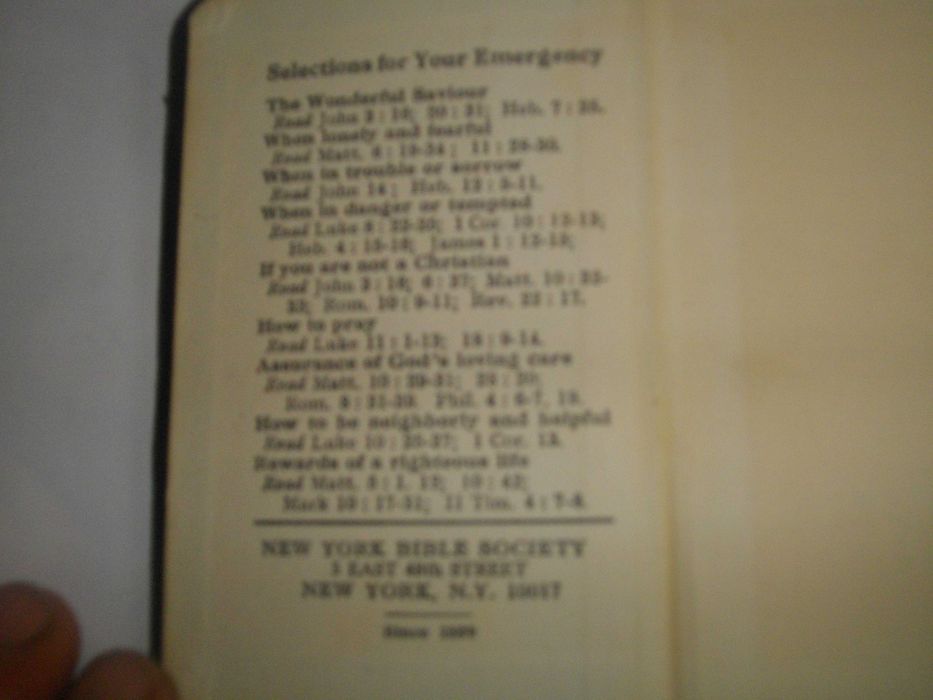 Selections for Your Emergency
The Wonderful Saviour
Read John 3 : 16; 20 : 31; Heb. 7 : 25.
When lonely and fearful
Read Matt. 6 : 19-34; 11 : 28-30.
When in trouble or sorrow
Read John 14; Heb. 12 : 5-11.
When in danger or tempted
Read Luke 8 : 22-25; I Cor. 10 : 12-13;
Heb. 4 : 15-16; James 1 : 12-15;
If you are not a Christian
Read John 3 : 16; 6 : 37; Matt. 10 : 32-
33; Rom. 10 : 9-11; Rev. 22 : 17.
How to pray
Read Luke 11 : 1-13; 18 : 9-14.
Assurance of God's loving care
Read Matt. 10 : 29-31; 28 : 20;
Rom. 8 : 31-39. Phil. 4 : 6-7, 19.
How to be neighborly and helpful
Read Luke 10 : 25-37; I Cor. 13.
Rewards of a righteous life
Read Matt. 5 : 1, 12; 10 : 42;
Mark 10 : 17-31; II Tim. 4 : 7-8.
NEW YORK BIBLE SOCIETY
5 EAST 48th STREET
NEW YORK, N.Y. 10017
Since